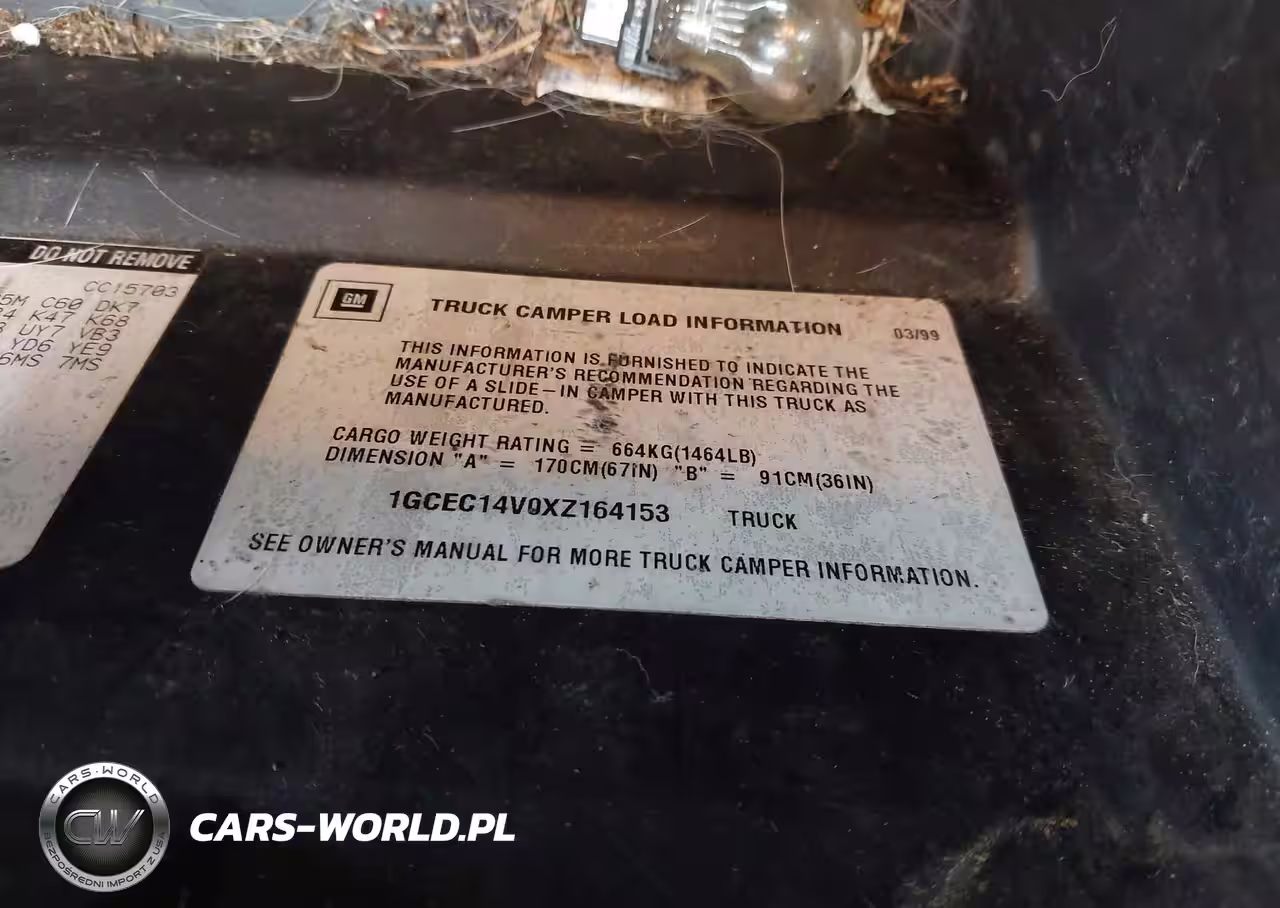 DO NOT REMOVE
CC15703
5M C60 DK7
4 K47 K68
UY7 V63
YD6 YE9
6MS 7MS
GM
TRUCK CAMPER LOAD INFORMATION 03/99
THIS INFORMATION IS FURNISHED TO INDICATE THE
MANUFACTURER'S RECOMMENDATION REGARDING THE
USE OF A SLIDE-IN CAMPER WITH THIS TRUCK AS
MANUFACTURED.
CARGO WEIGHT RATING = 664KG(1464LB)
DIMENSION "A" = 170CM(67IN) "B" = 91CM(36IN)
1GCEC14V0XZ164153 TRUCK
SEE OWNER'S MANUAL FOR MORE TRUCK CAMPER INFORMATION.
CARS-WORLD
CW
BEZPOŚREDNI IMPORT Z USA
CARS-WORLD.PL